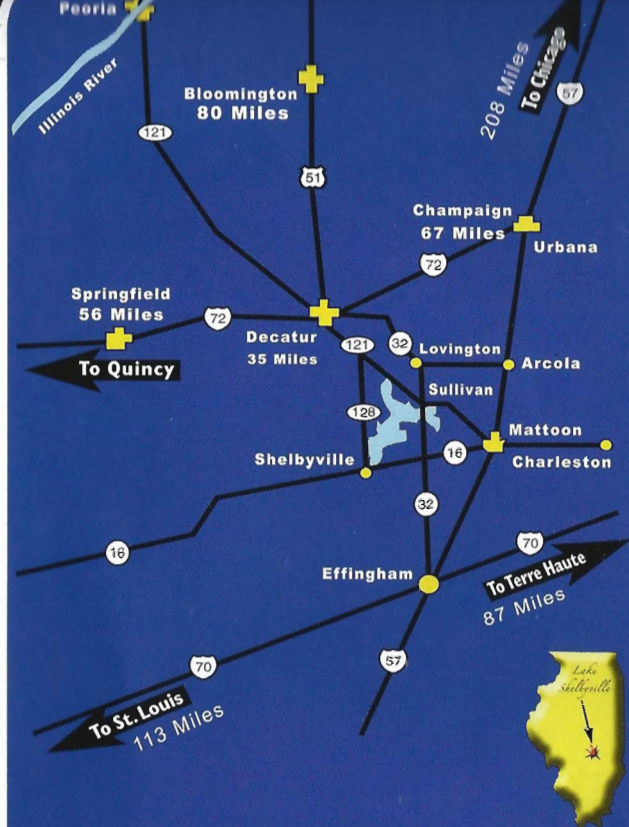 Peoria
Illinois River
121
Bloomington
80 Miles
51
208 Miles
To Chicago
57
Champaign
67 Miles
Urbana
72
Springfield
56 Miles
72
To Quincy
Decatur
35 Miles
121
32
Lovington
Arcola
Sullivan
128
Mattoon
16
Charleston
Shelbyville
32
16
Effingham
70
To Terre Haute
87 Miles
57
70
To St. Louis
113 Miles
Lake
Shelbyville